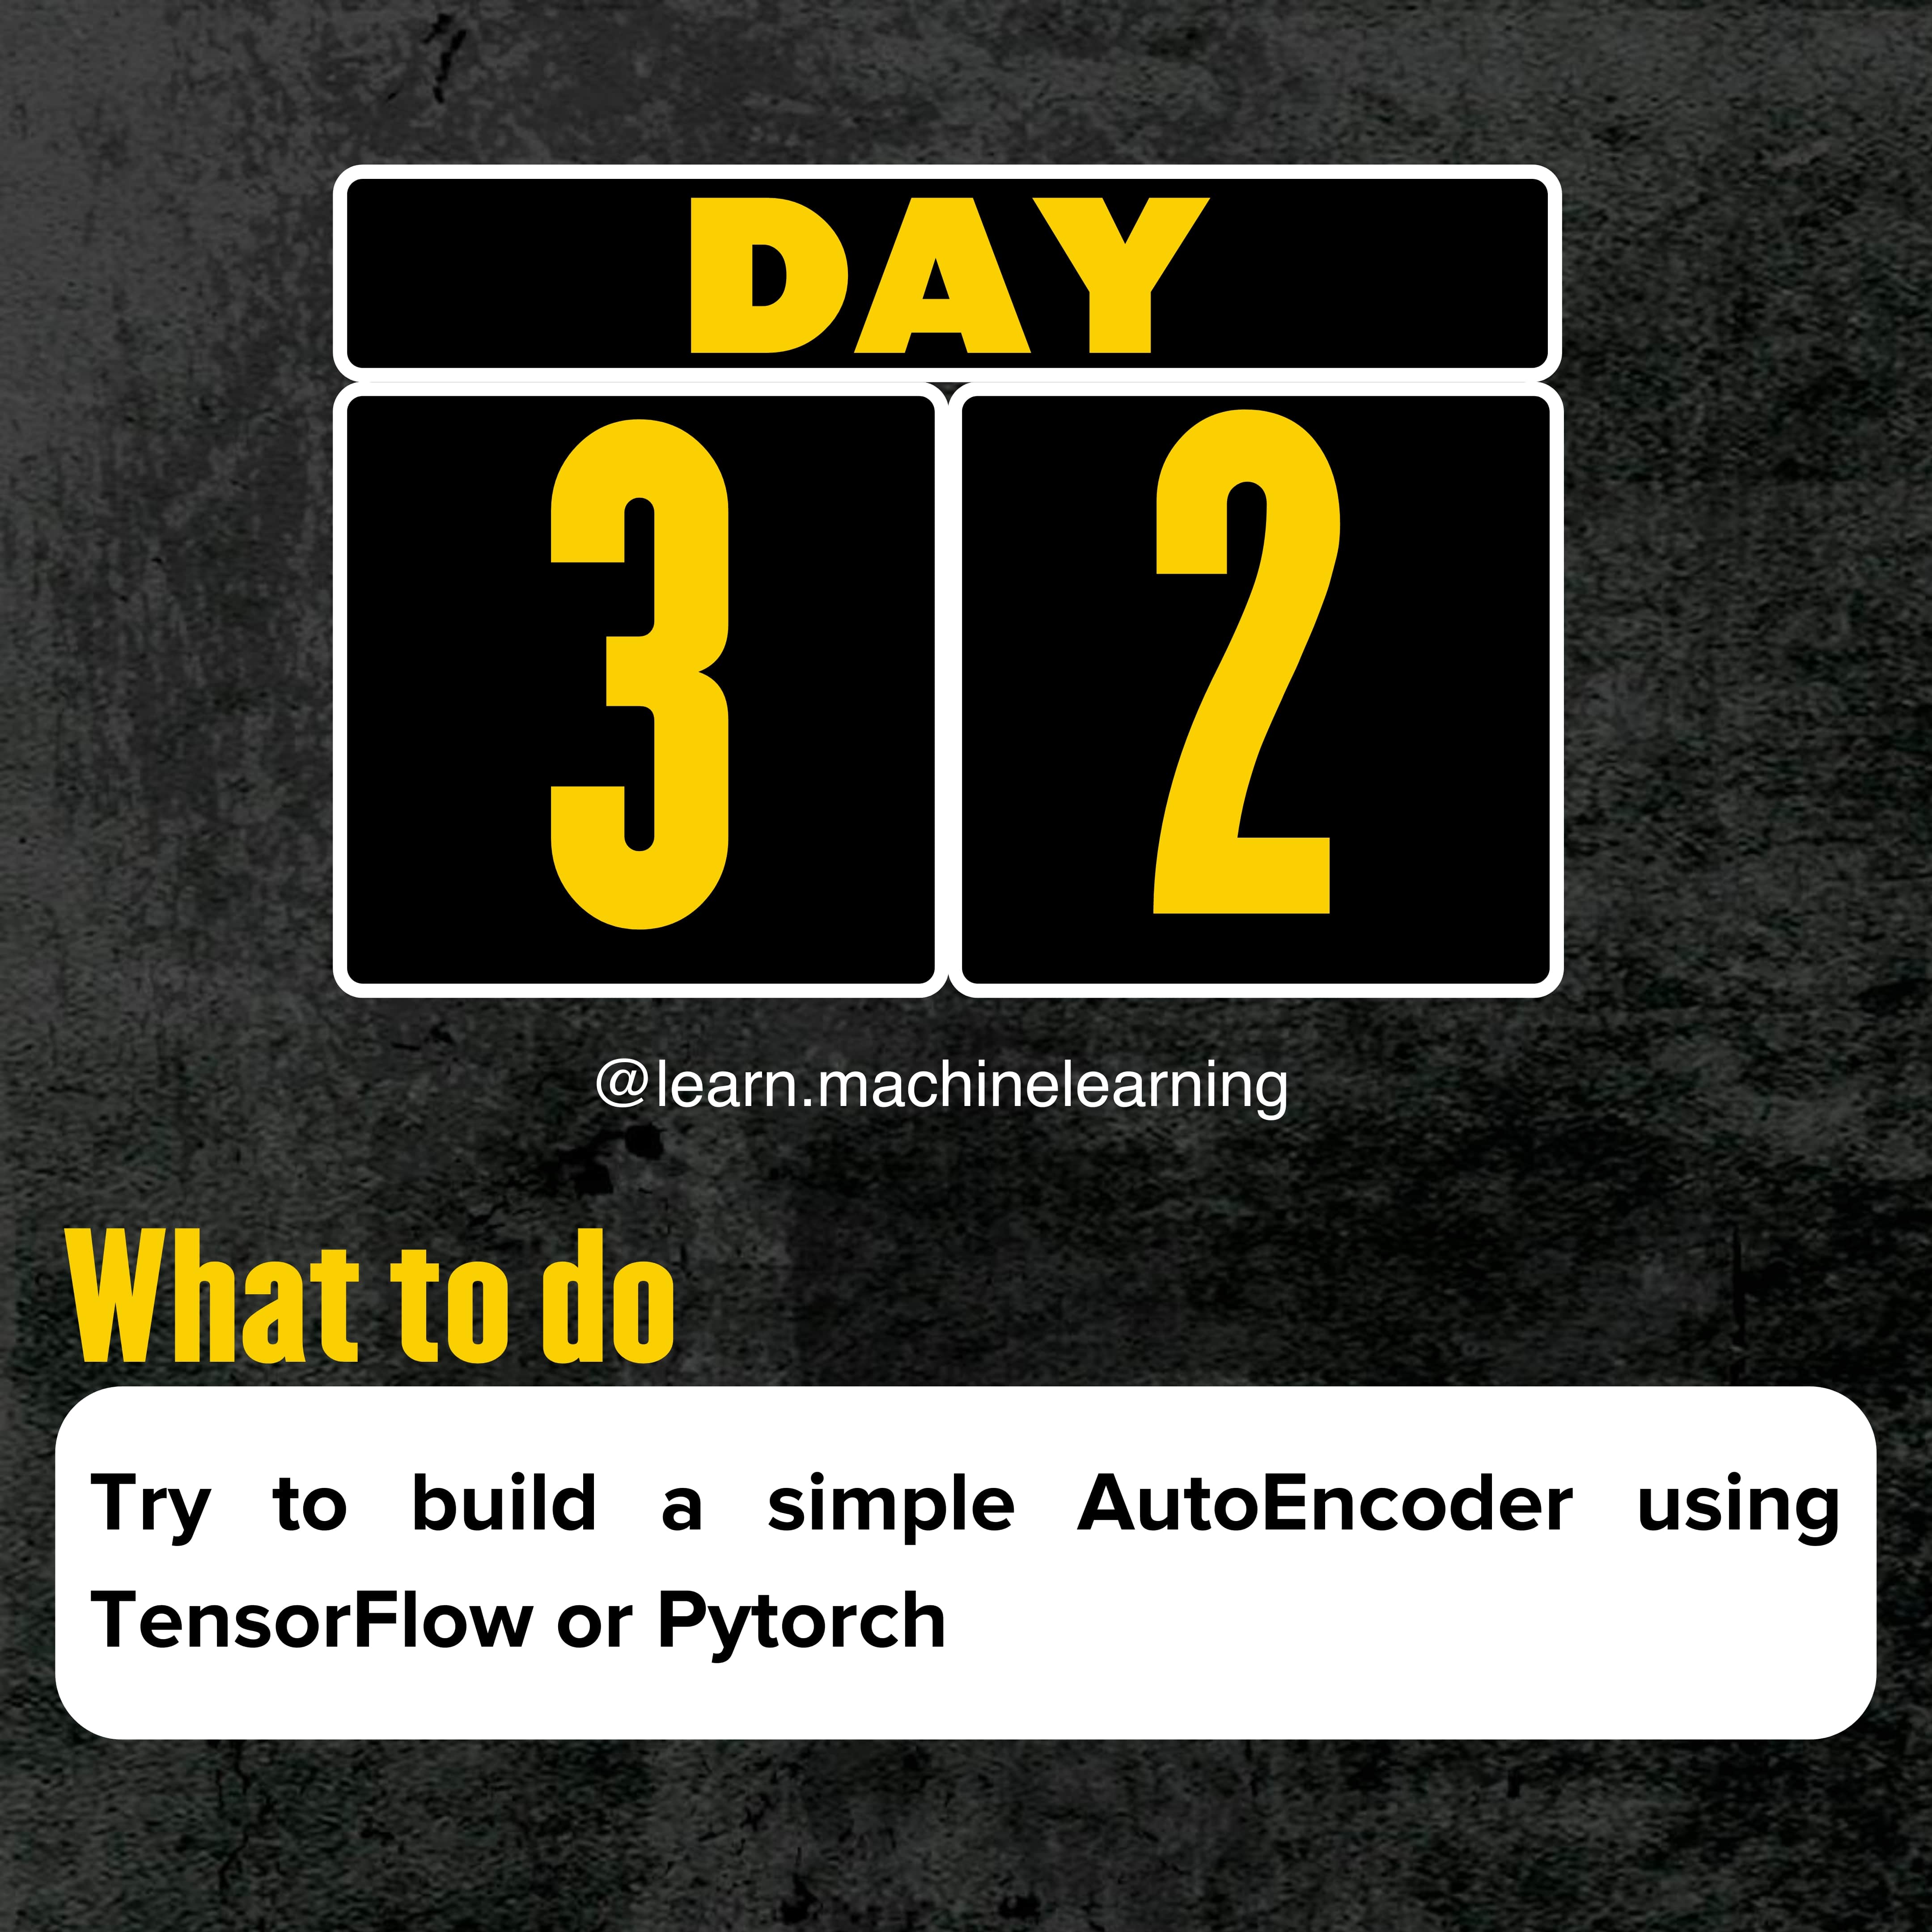 DAY
3 2
@learn.machinelearning
What to do
Try to build a simple AutoEncoder using
TensorFlow or Pytorch